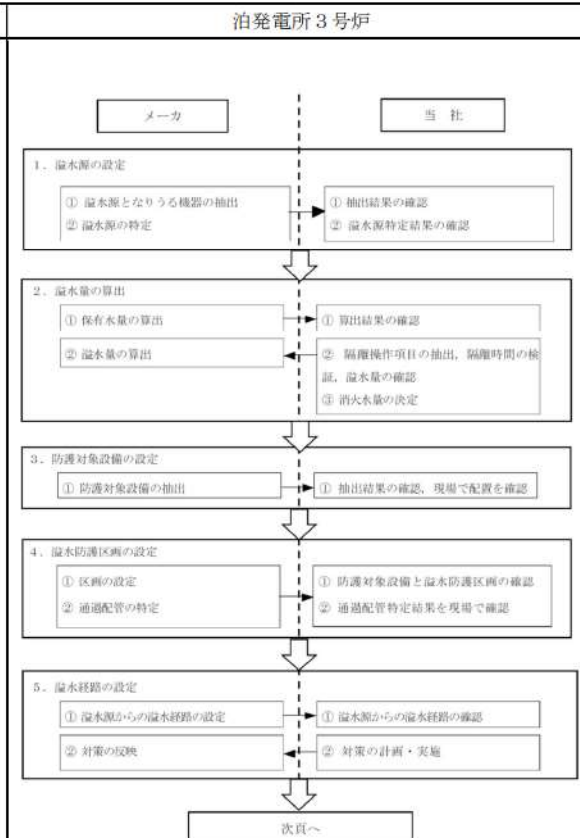 泊発電所３号炉
メーカ
当　社
１．溢水源の設定
① 溢水源となりうる機器の抽出
② 溢水源の特定
① 抽出結果の確認
② 溢水源特定結果の確認
２．溢水量の算出
① 保有水量の算出
① 算出結果の確認
② 溢水量の算出
② 隔離操作項目の抽出，隔離時間の検
証，溢水量の確認
③ 消火水量の決定
３．防護対象設備の設定
① 防護対象設備の抽出
① 抽出結果の確認，現場で配置を確認
４．溢水防護区画の設定
① 区画の設定
② 通過配管の特定
① 防護対象設備と溢水防護区画の確認
② 通過配管特定結果を現場で確認
５．溢水経路の設定
① 溢水源からの溢水経路の設定
① 溢水源からの溢水経路の確認
② 対策の反映
② 対策の計画・実施
次頁へ